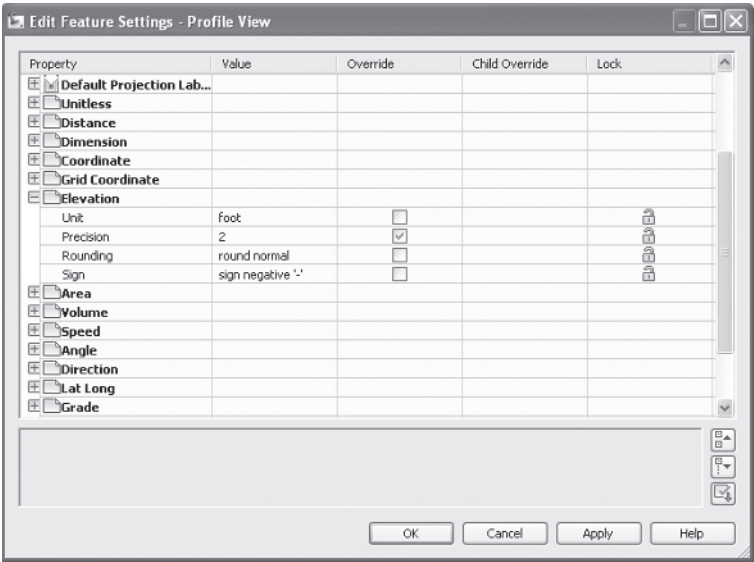 Edit Feature Settings - Profile View
Property Value Override Child Override Lock
Default Projection Lab...
Unitless
Distance
Dimension
Coordinate
Grid Coordinate
Elevation
Unit foot
Precision 2
Rounding round normal
Sign sign negative '-'
Area
Volume
Speed
Angle
Direction
Lat Long
Grade
OK Cancel Apply Help